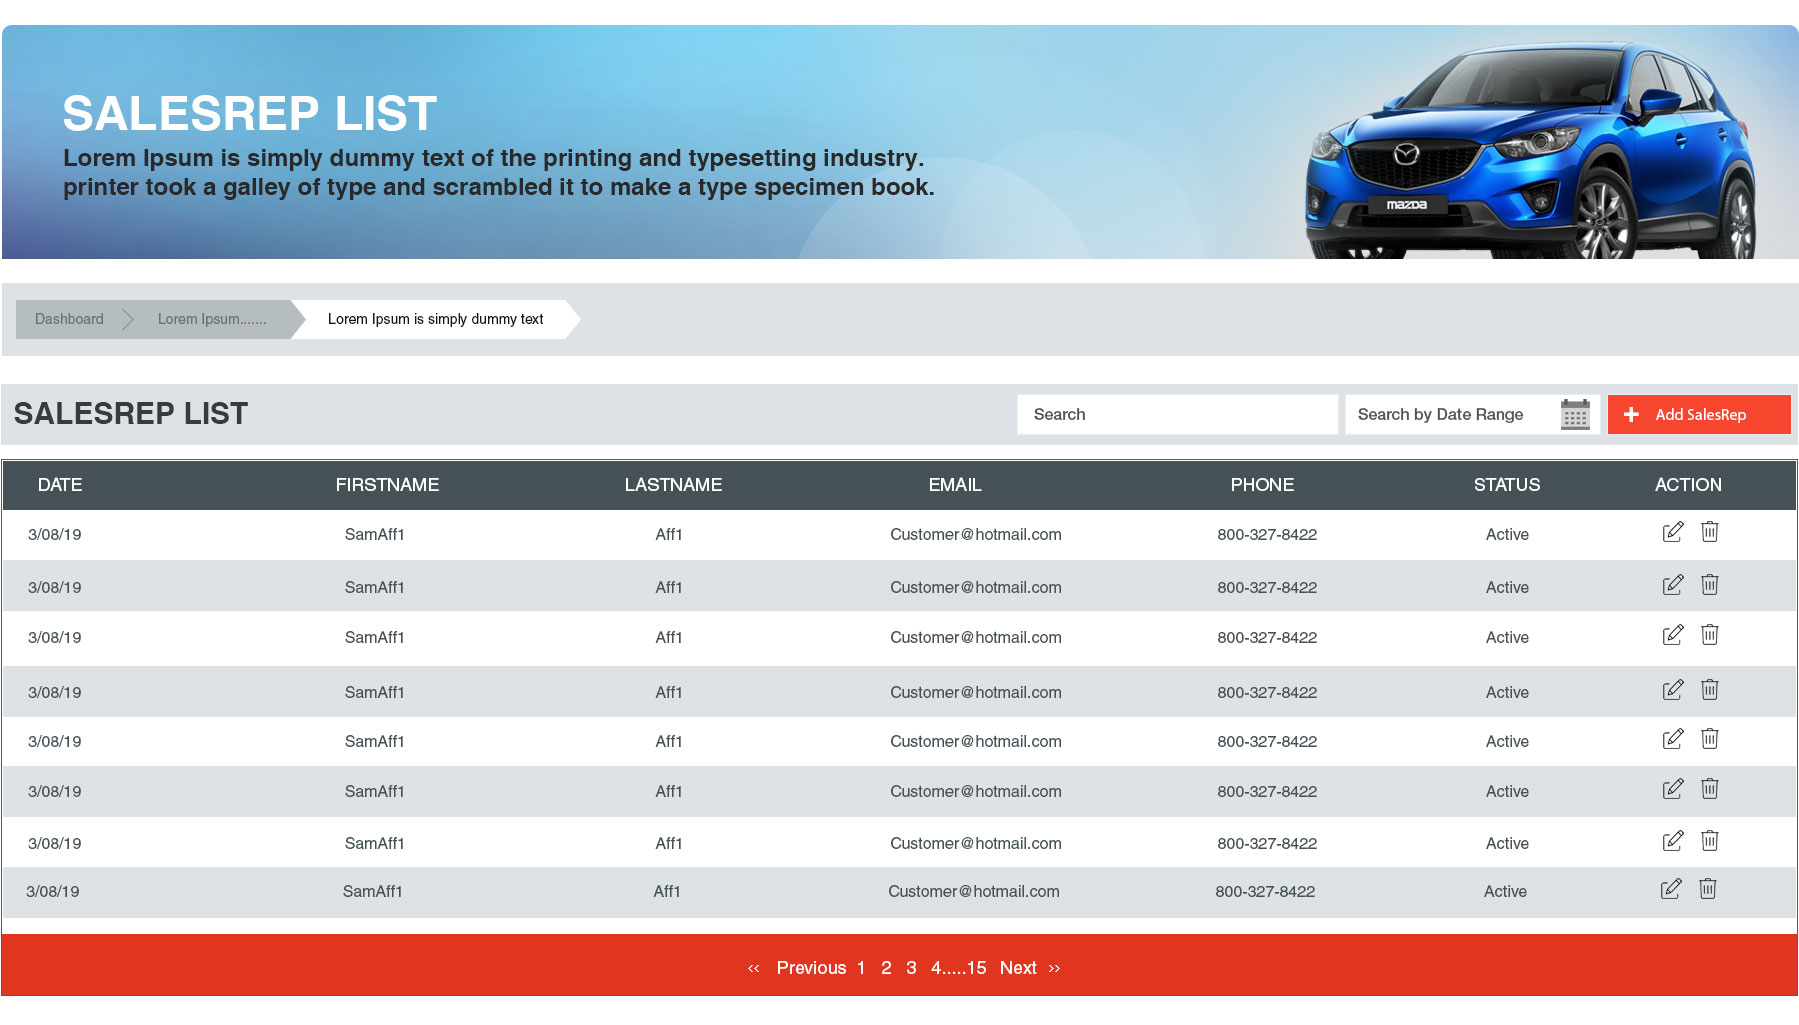 SALESREP LIST
Lorem Ipsum is simply dummy text of the printing and typesetting industry.
printer took a galley of type and scrambled it to make a type specimen book.
mazda
Dashboard Lorem Ipsum....... Lorem Ipsum is simply dummy text
SALESREP LIST Search Search by Date Range + Add SalesRep
DATE FIRSTNAME LASTNAME EMAIL PHONE STATUS ACTION
3/08/19 SamAff1 Aff1 Customer@hotmail.com 800-327-8422 Active
3/08/19 SamAff1 Aff1 Customer@hotmail.com 800-327-8422 Active
3/08/19 SamAff1 Aff1 Customer@hotmail.com 800-327-8422 Active
3/08/19 SamAff1 Aff1 Customer@hotmail.com 800-327-8422 Active
3/08/19 SamAff1 Aff1 Customer@hotmail.com 800-327-8422 Active
3/08/19 SamAff1 Aff1 Customer@hotmail.com 800-327-8422 Active
3/08/19 SamAff1 Aff1 Customer@hotmail.com 800-327-8422 Active
3/08/19 SamAff1 Aff1 Customer@hotmail.com 800-327-8422 Active
‹‹ Previous 1 2 3 4.....15 Next ››